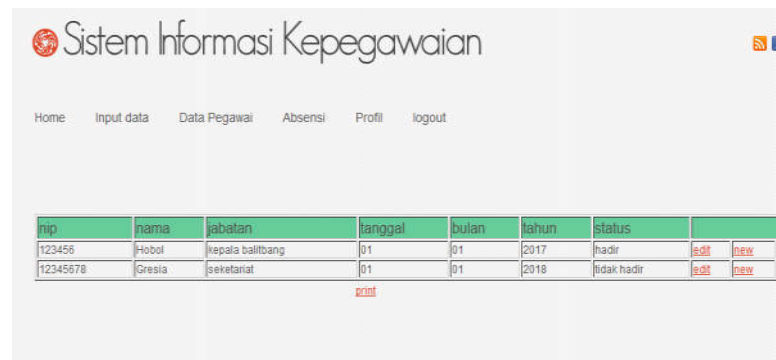 Sistem Informasi Kepegawaian
Home Input data Data Pegawai Absensi Profil logout
nip nama jabatan tanggal bulan tahun status
123456 Hobol kepala balitbang 01 01 2017 hadir edit new
12345678 Gresia seketariat 01 01 2018 tidak hadir edit new
print